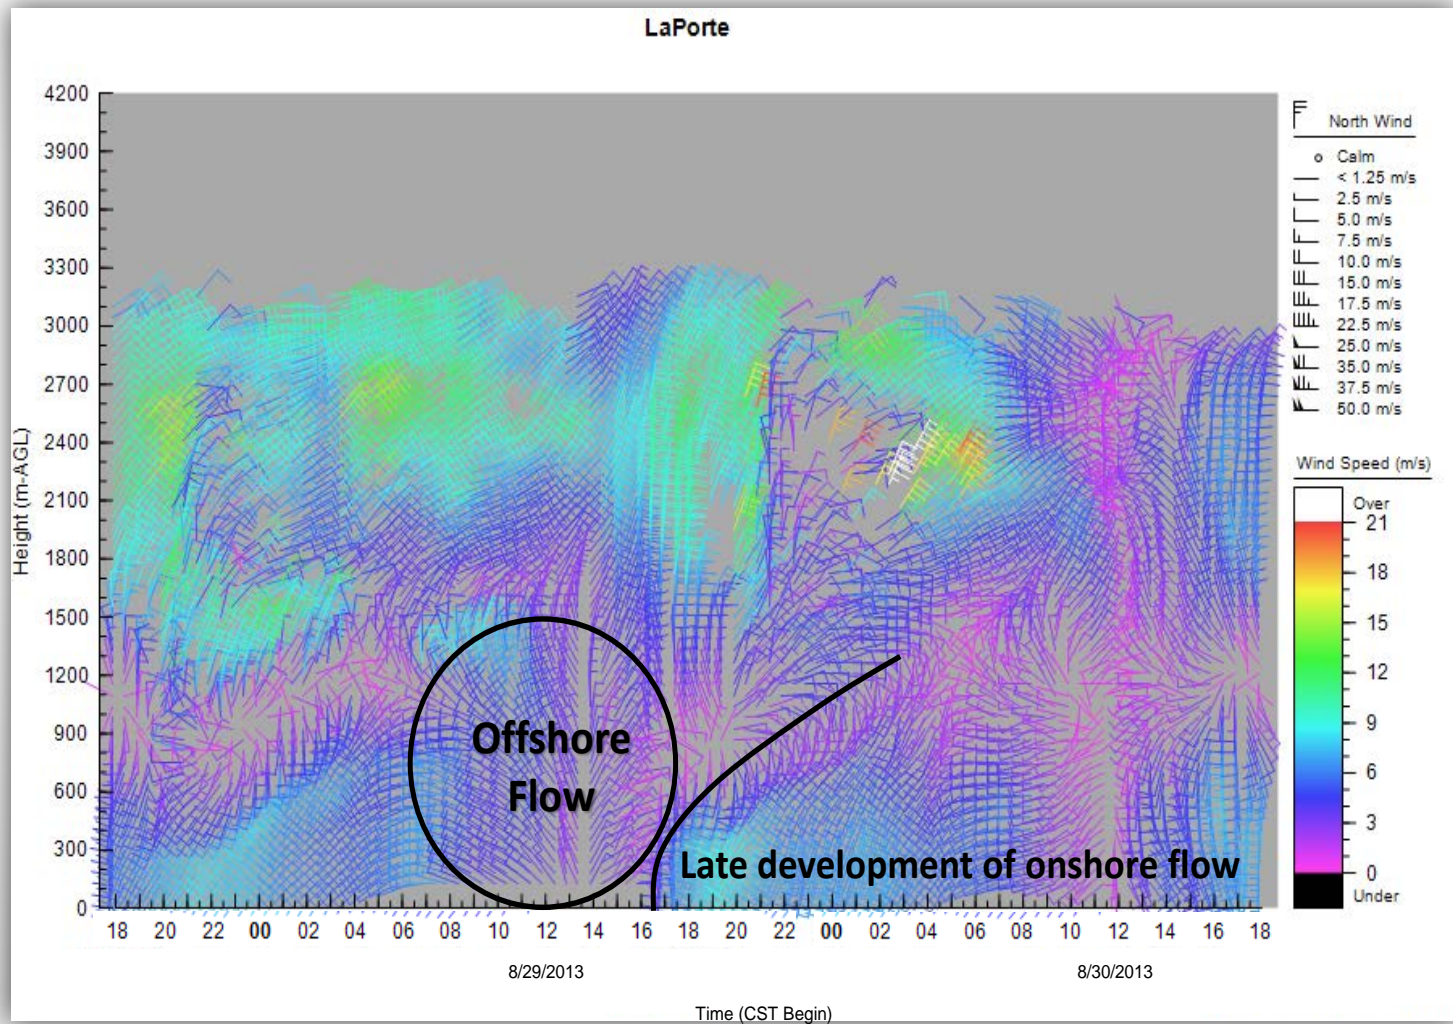 LaPorte
4200
3900
3600
3300
3000
2700
2400
2100
1800
1500
1200
900
600
300
0
Height (m-AGL)
Offshore
Flow
Late development of onshore flow
18 20 22 00 02 04 06 08 10 12 14 16 18 20 22 00 02 04 06 08 10 12 14 16 18
8/29/2013 8/30/2013
Time (CST Begin)
North Wind
Calm
< 1.25 m/s
2.5 m/s
5.0 m/s
7.5 m/s
10.0 m/s
15.0 m/s
17.5 m/s
22.5 m/s
25.0 m/s
35.0 m/s
37.5 m/s
50.0 m/s
Wind Speed (m/s)
Over
21
18
15
12
9
6
3
0
Under